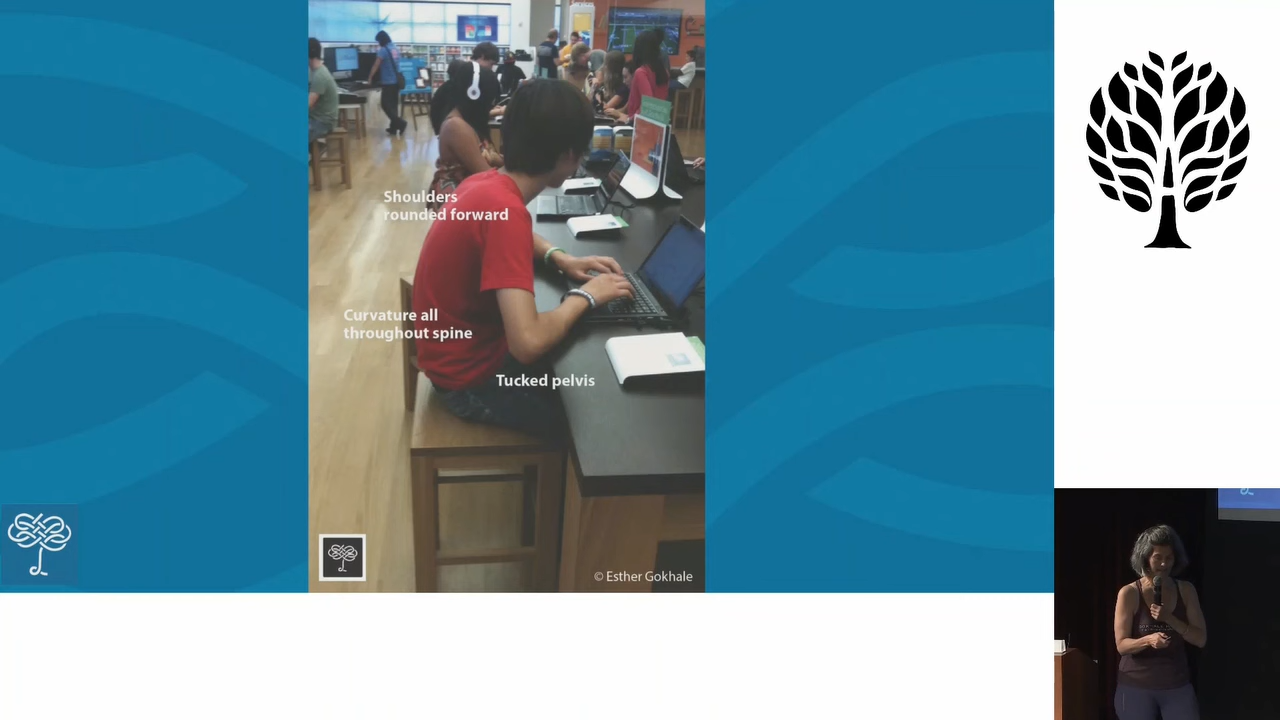 Shoulders
rounded forward
Curvature all
throughout spine
Tucked pelvis
© Esther Gokhale